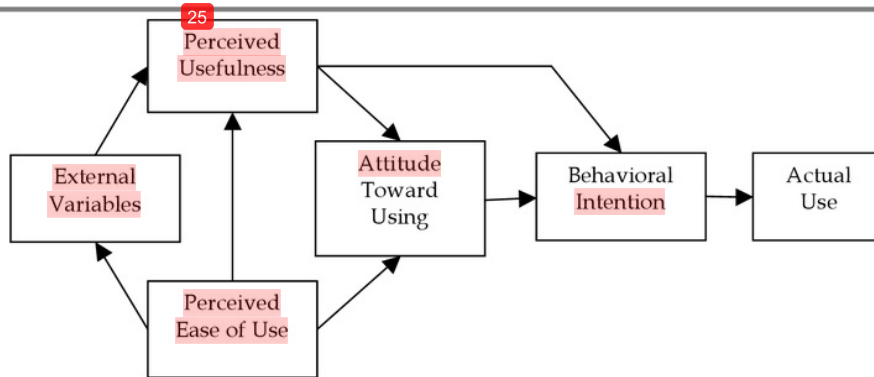 25
Perceived
Usefulness
External
Variables
Attitude
Toward
Using
Behavioral
Intention
Actual
Use
Perceived
Ease of Use